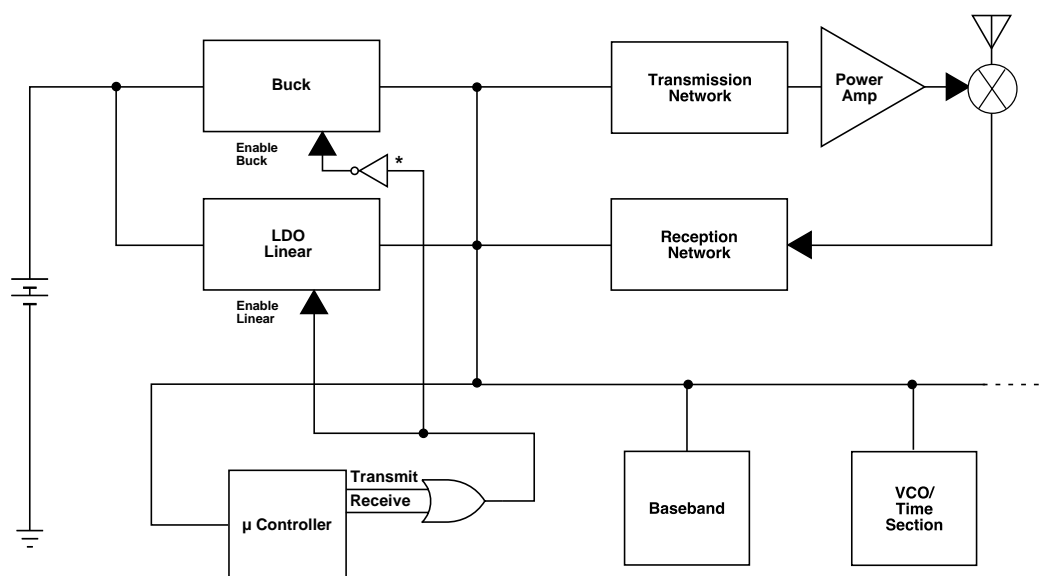 Buck
Transmission
Network
Power
Amp
Enable
Buck
*
LDO
Linear
Reception
Network
Enable
Linear
Transmit
Receive
µ Controller
Baseband
VCO/
Time
Section